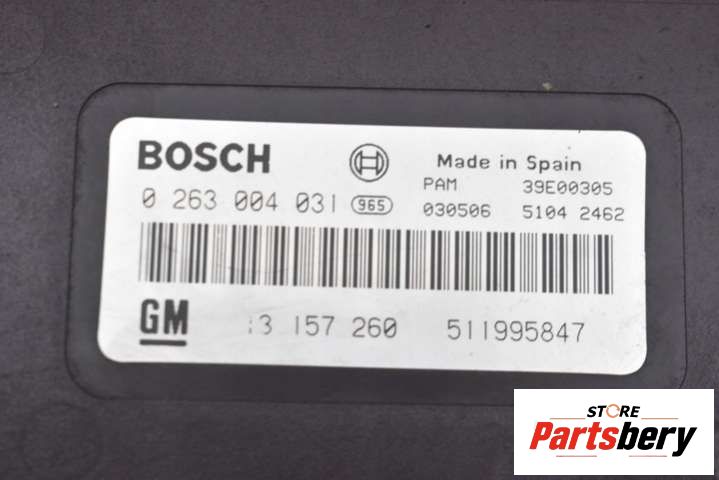 BOSCH Made in Spain
PAM 39E00305
0 263 004 031 965 030506 5104 2462
GM 13 157 260 511995847
STORE
Partsbery